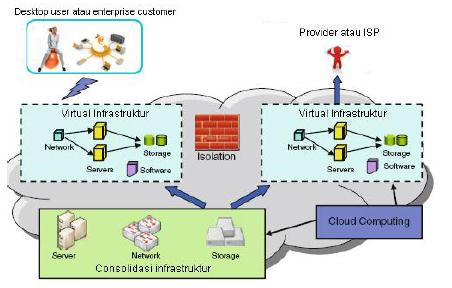 Desktop user atau enterprise customer
Provider atau ISP
Virtual Infrastruktur
Network
Servers
Storage
Software
Isolation
Virtual Infrastruktur
Network
Servers
Storage
Software
Server
Network
Storage
Consolidasi infrastruktur
Cloud Computing